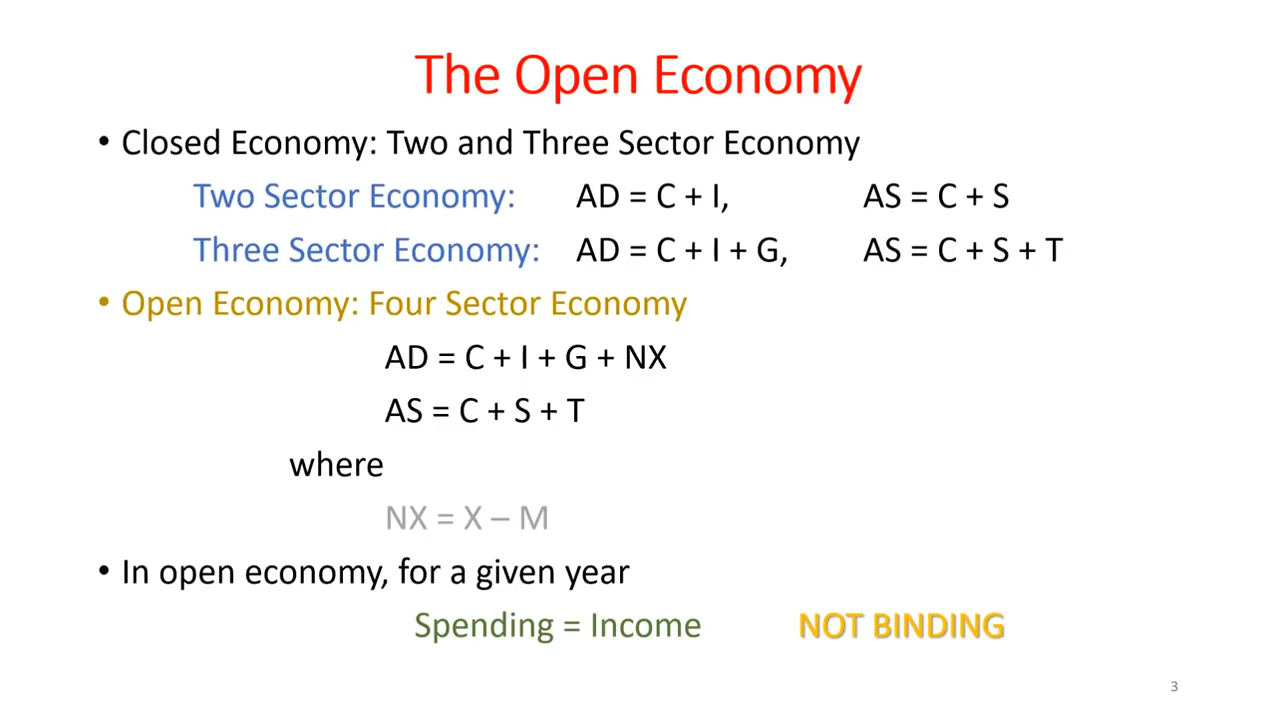 The Open Economy
• Closed Economy: Two and Three Sector Economy
Two Sector Economy: AD = C + I, AS = C + S
Three Sector Economy: AD = C + I + G, AS = C + S + T
• Open Economy: Four Sector Economy
AD = C + I + G + NX
AS = C + S + T
where
NX = X – M
• In open economy, for a given year
Spending = Income NOT BINDING
3